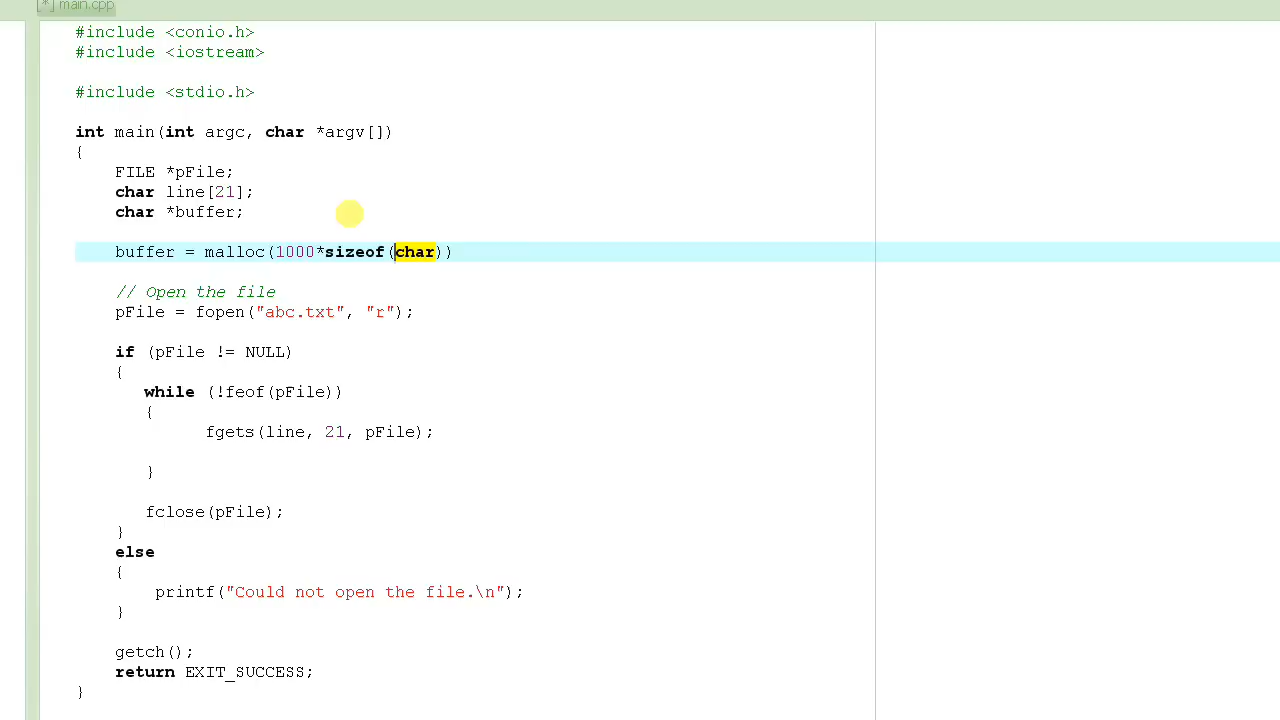 [*] main.cpp
#include <conio.h>
#include <iostream>
#include <stdio.h>
int main(int argc, char *argv[])
{
FILE *pFile;
char line[21];
char *buffer;
buffer = malloc(1000*sizeof(char))
// Open the file
pFile = fopen("abc.txt", "r");
if (pFile != NULL)
{
while (!feof(pFile))
{
fgets(line, 21, pFile);
}
fclose(pFile);
}
else
{
printf("Could not open the file.\n");
}
getch();
return EXIT_SUCCESS;
}